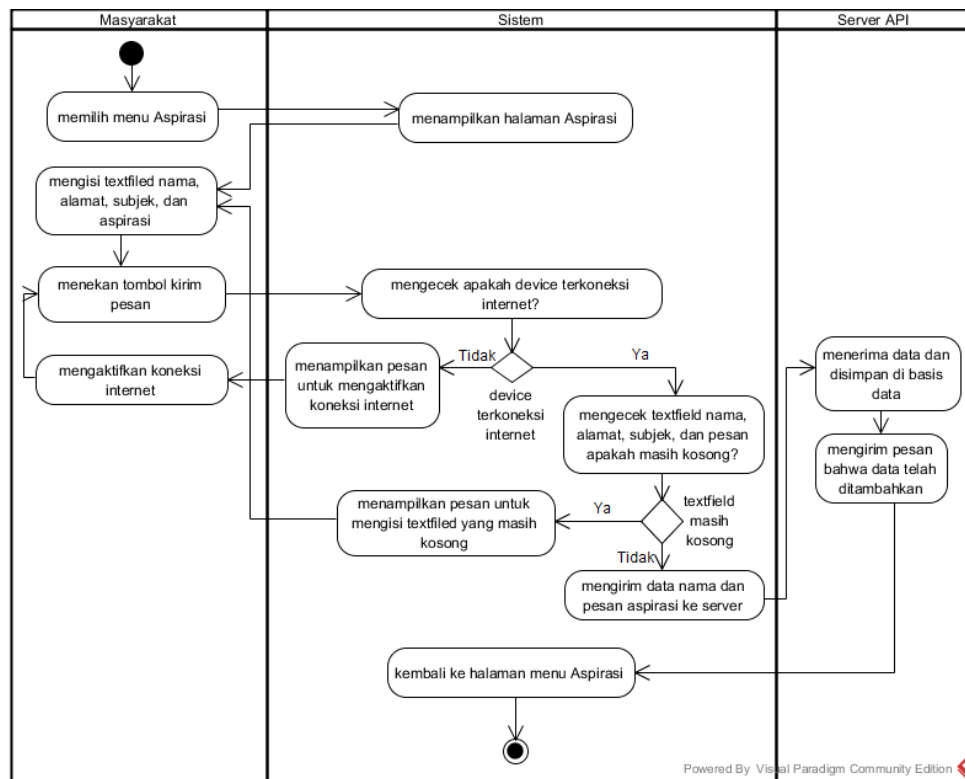 Masyarakat
Sistem
Server API
memilih menu Aspirasi
menampilkan halaman Aspirasi
mengisi textfiled nama,
alamat, subjek, dan
aspirasi
menekan tombol kirim
pesan
mengecek apakah device terkoneksi
internet?
mengaktifkan koneksi
internet
menampilkan pesan
untuk mengaktifkan
koneksi internet
Tidak
Ya
device
terkoneksi
internet
mengecek textfield nama,
alamat, subjek, dan pesan
apakah masih kosong?
menerima data dan
disimpan di basis
data
mengirim pesan
bahwa data telah
ditambahkan
menampilkan pesan untuk
mengisi textfiled yang masih
kosong
Ya
textfield
masih
kosong
Tidak
mengirim data nama dan
pesan aspirasi ke server
kembali ke halaman menu Aspirasi
Powered By Visual Paradigm Community Edition